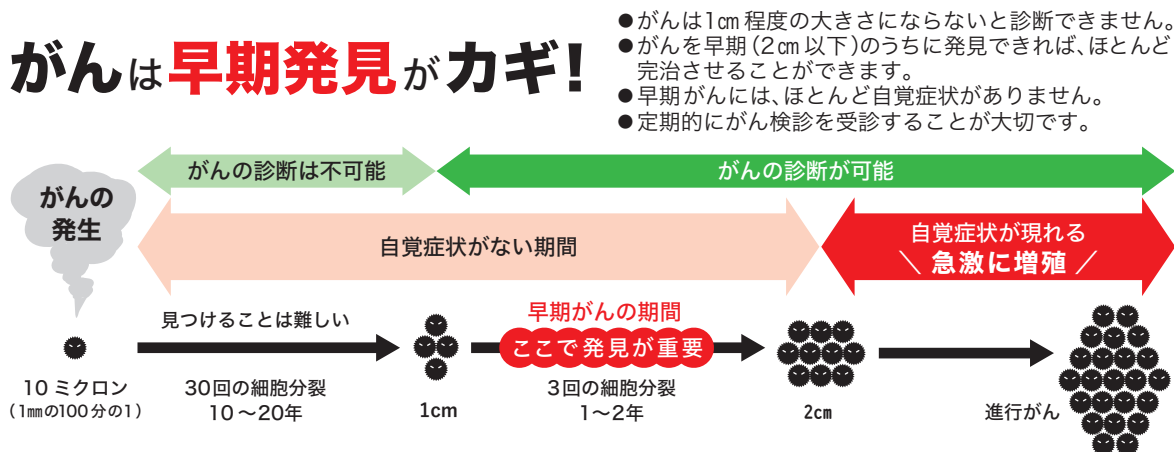 がんは早期発見がカギ!
●がんは1㎝程度の大きさにならないと診断できません。
●がんを早期(2㎝以下)のうちに発見できれば、ほとんど
完治させることができます。
●早期がんには、ほとんど自覚症状がありません。
●定期的にがん検診を受診することが大切です。
がんの
発生
がんの診断は不可能
がんの診断が可能
自覚症状がない期間
自覚症状が現れる
\ 急激に増殖 /
見つけることは難しい
早期がんの期間
ここで発見が重要
10ミクロン
(1㎜の100分の1)
30回の細胞分裂
10~20年
1cm
3回の細胞分裂
1~2年
2㎝
進行がん